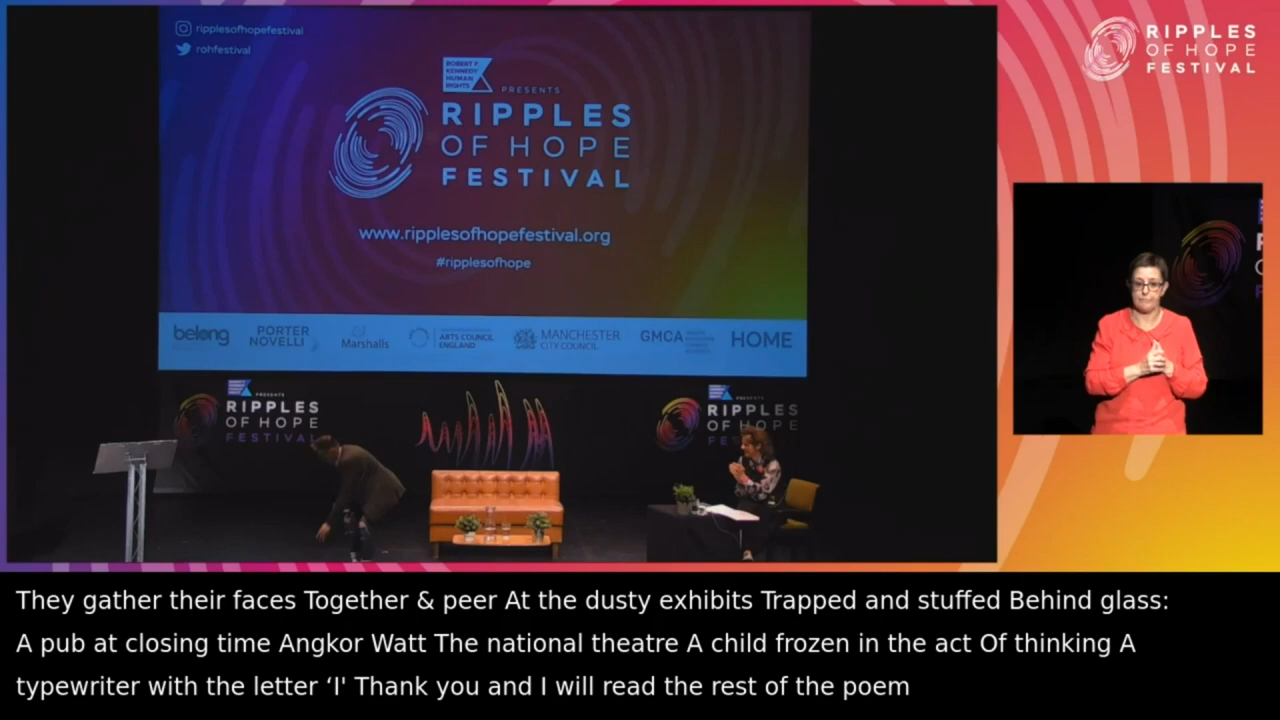 ripplesofhopefestival
rohfestival
ROBERT F.
KENNEDY
HUMAN
RIGHTS
PRESENTS
RIPPLES
OF HOPE
FESTIVAL
www.ripplesofhopefestival.org
#ripplesofhope
belong
PORTER
NOVELLI
Marshalls
ARTS COUNCIL
ENGLAND
MANCHESTER
CITY COUNCIL
GMCA
HOME
RIPPLES
OF HOPE
FESTIVAL
PRESENTS
RIPPLES
OF HOPE
FESTIVAL
PRESENTS
RIPPLES
OF HOPE
They gather their faces Together & peer At the dusty exhibits Trapped and stuffed Behind glass:
A pub at closing time Angkor Watt The national theatre A child frozen in the act Of thinking A
typewriter with the letter ‘I' Thank you and I will read the rest of the poem